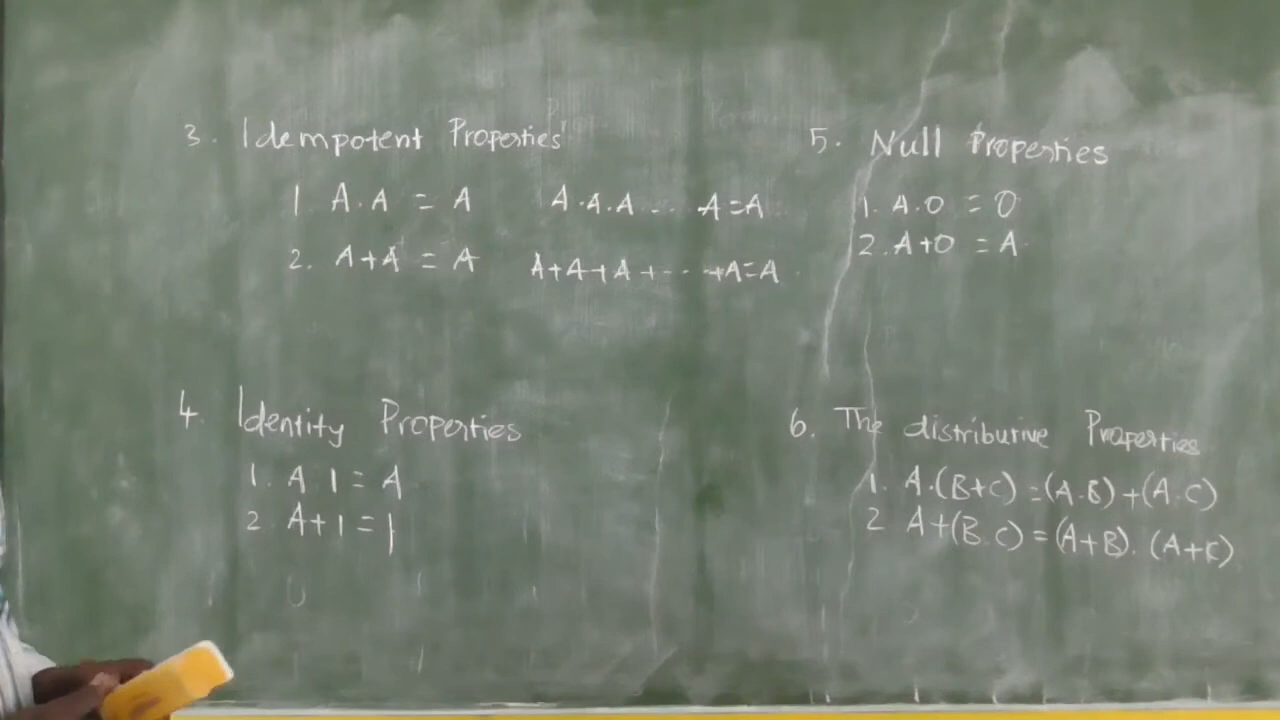 3. Idempotent Properties
1 A.A = A A.A.A... A=A
2. A+A = A A+A+A+...+A=A
4. Identity Properties
1. A.1 = A
2 A+1 = 1
5. Null Properties
1. A.0 = 0
2. A+0 = A
6. The distributive Properties
1. A.(B+C) = (A.B)+(A.C)
2 A+(B.C) = (A+B).(A+C)